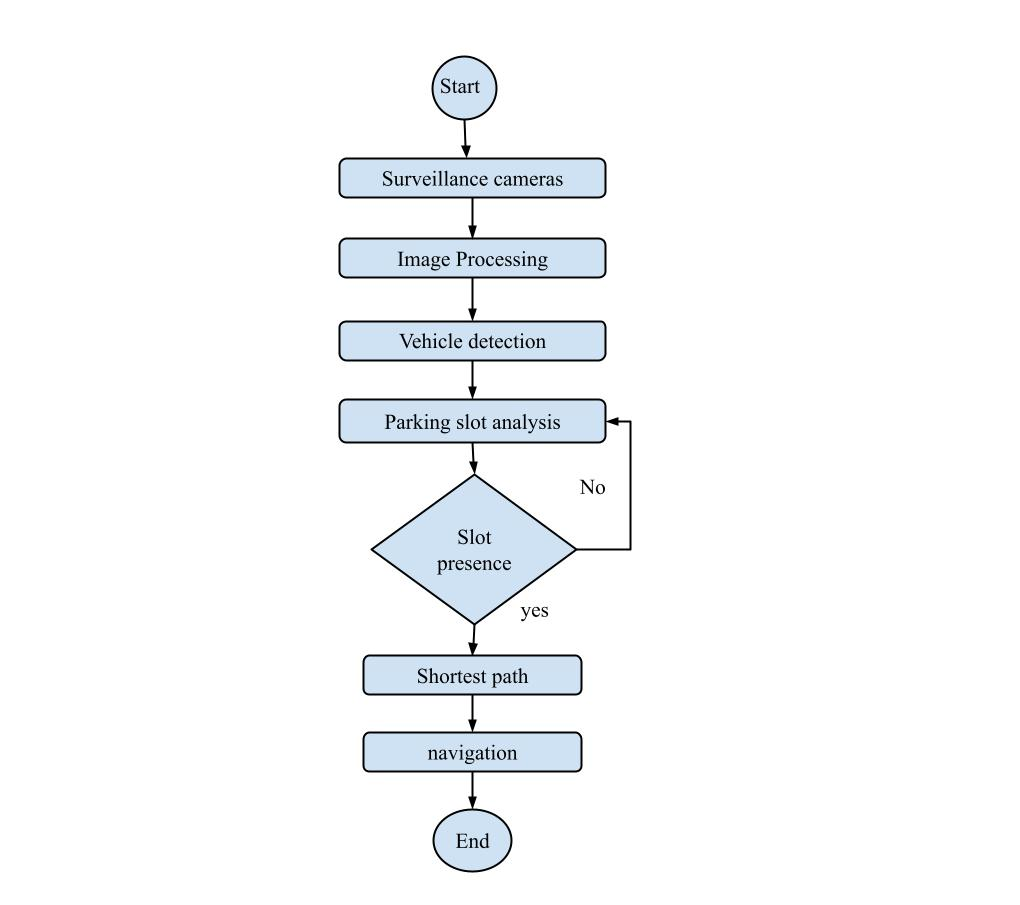 Start
Surveillance cameras
Image Processing
Vehicle detection
Parking slot analysis
No
Slot
presence
yes
Shortest path
navigation
End